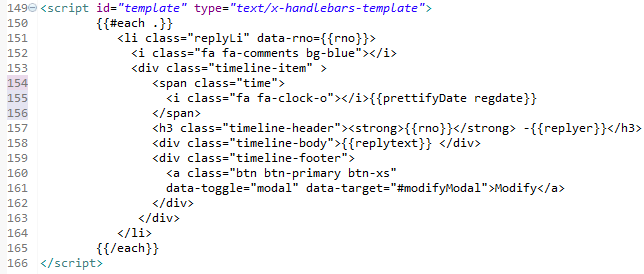 149 <script id="template" type="text/x-handlebars-template">
150 {{#each .}}
151 <li class="replyLi" data-rno={{rno}}>
152 <i class="fa fa-comments bg-blue"></i>
153 <div class="timeline-item" >
154 <span class="time">
155 <i class="fa fa-clock-o"></i>{{prettifyDate regdate}}
156 </span>
157 <h3 class="timeline-header"><strong>{{rno}}</strong> -{{replyer}}</h3>
158 <div class="timeline-body">{{replytext}} </div>
159 <div class="timeline-footer">
160 <a class="btn btn-primary btn-xs"
161 data-toggle="modal" data-target="#modifyModal">Modify</a>
162 </div>
163 </div>
164 </li>
165 {{/each}}
166 </script>